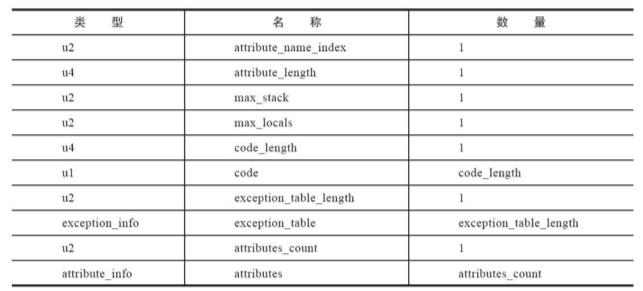 类 型 名 称 数 量
u2 attribute_name_index 1
u4 attribute_length 1
u2 max_stack 1
u2 max_locals 1
u4 code_length 1
u1 code code_length
u2 exception_table_length 1
exception_info exception_table exception_table_length
u2 attributes_count 1
attribute_info attributes attributes_count